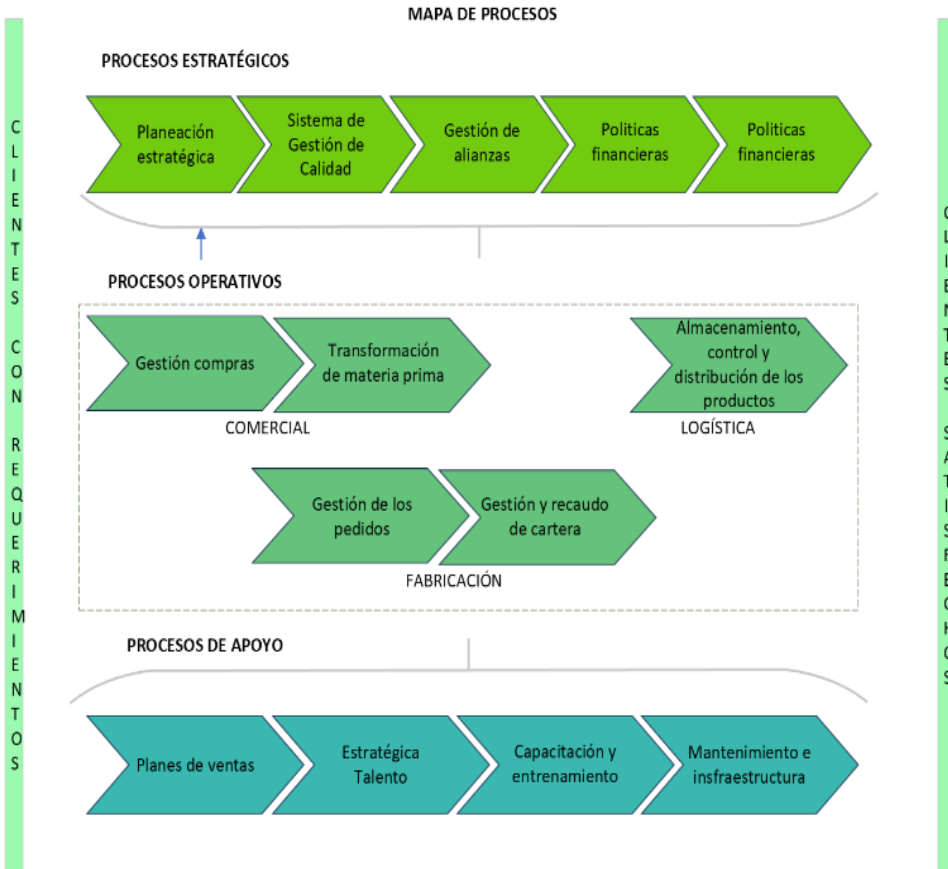 MAPA DE PROCESOS
CLIENTES CON REQUERIMIENTOS
PROCESOS ESTRATÉGICOS
Planeación
estratégica
Sistema de
Gestión de
Calidad
Gestión de
alianzas
Politicas
financieras
Politicas
financieras
PROCESOS OPERATIVOS
Gestión compras
Transformación
de materia prima
COMERCIAL
Almacenamiento,
control y
distribución de los
productos
LOGÍSTICA
Gestión de los
pedidos
Gestión y recaudo
de cartera
FABRICACIÓN
PROCESOS DE APOYO
Planes de ventas
Estratégica
Talento
Capacitación y
entrenamiento
Mantenimiento e
insfraestructura
CLIENTES SATISFECHOS